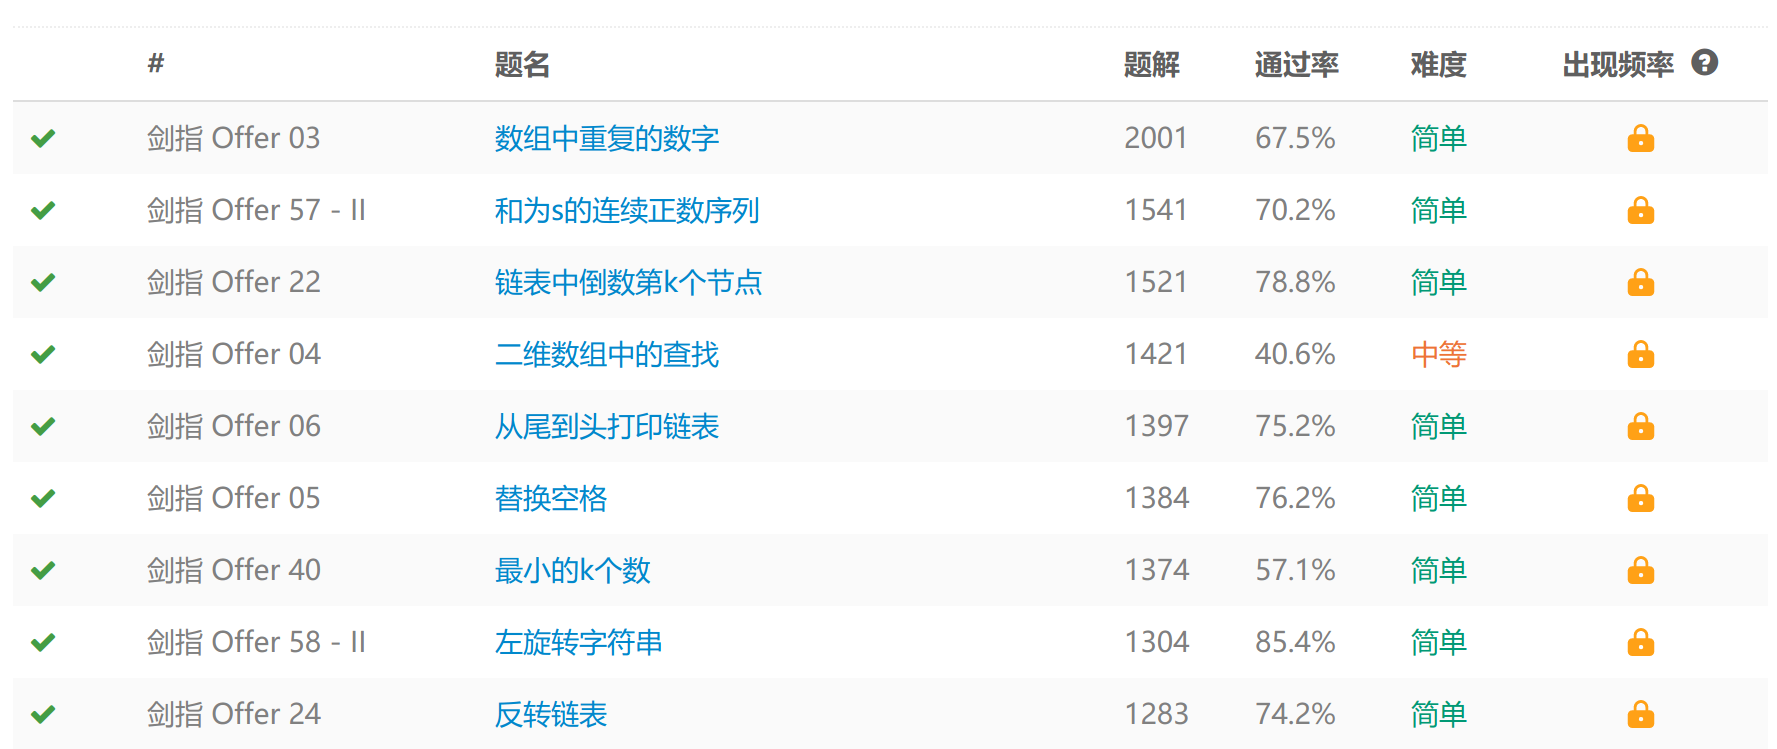 # 题名 题解 通过率 难度 出现频率 ?
剑指 Offer 03 数组中重复的数字 2001 67.5% 简单
剑指 Offer 57 - II 和为s的连续正数序列 1541 70.2% 简单
剑指 Offer 22 链表中倒数第k个节点 1521 78.8% 简单
剑指 Offer 04 二维数组中的查找 1421 40.6% 中等
剑指 Offer 06 从尾到头打印链表 1397 75.2% 简单
剑指 Offer 05 替换空格 1384 76.2% 简单
剑指 Offer 40 最小的k个数 1374 57.1% 简单
剑指 Offer 58 - II 左旋转字符串 1304 85.4% 简单
剑指 Offer 24 反转链表 1283 74.2% 简单